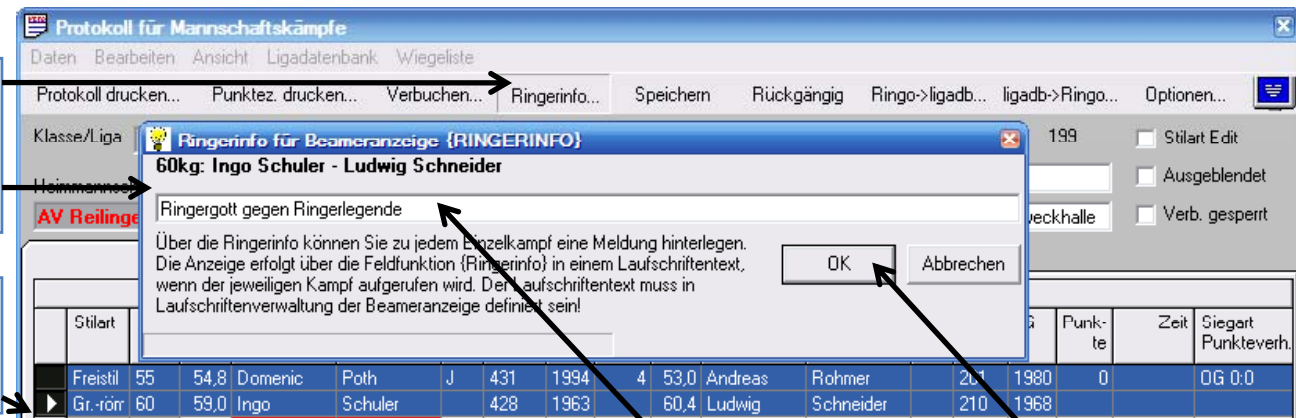 Protokoll für Mannschaftskämpfe
Daten Bearbeiten Ansicht Ligadatenbank Wiegeliste
Protokoll drucken... Punktez. drucken... Verbuchen... Ringerinfo... Speichern Rückgängig Ringo->ligadb... ligadb->Ringo... Optionen...
Klasse/Liga
199
Stilart Edit
Ringerinfo für Beameranzeige {RINGERINFO}
60kg: Ingo Schuler - Ludwig Schneider
Ausgeblendet
AV Reilinge
Ringergott gegen Ringerlegende
weckhalle
Verb. gesperrt
Über die Ringerinfo können Sie zu jedem Einzelkampf eine Meldung hinterlegen.
Die Anzeige erfolgt über die Feldfunktion {Ringerinfo} in einem Laufschriftentext,
wenn der jeweiligen Kampf aufgerufen wird. Der Laufschriftentext muss in
Laufschriftenverwaltung der Beameranzeige definiert sein!
OK Abbrechen
Stilart
Punk-
te
Zeit
Siegart
Punkteverh.
Freistil 55 54,8 Domenic Poth J 431 1994 4 53,0 Andreas Rohmer 201 1980 0 OG 0:0
Gr.-röm 60 59,0 Ingo Schuler 428 1963 60,4 Ludwig Schneider 210 1968